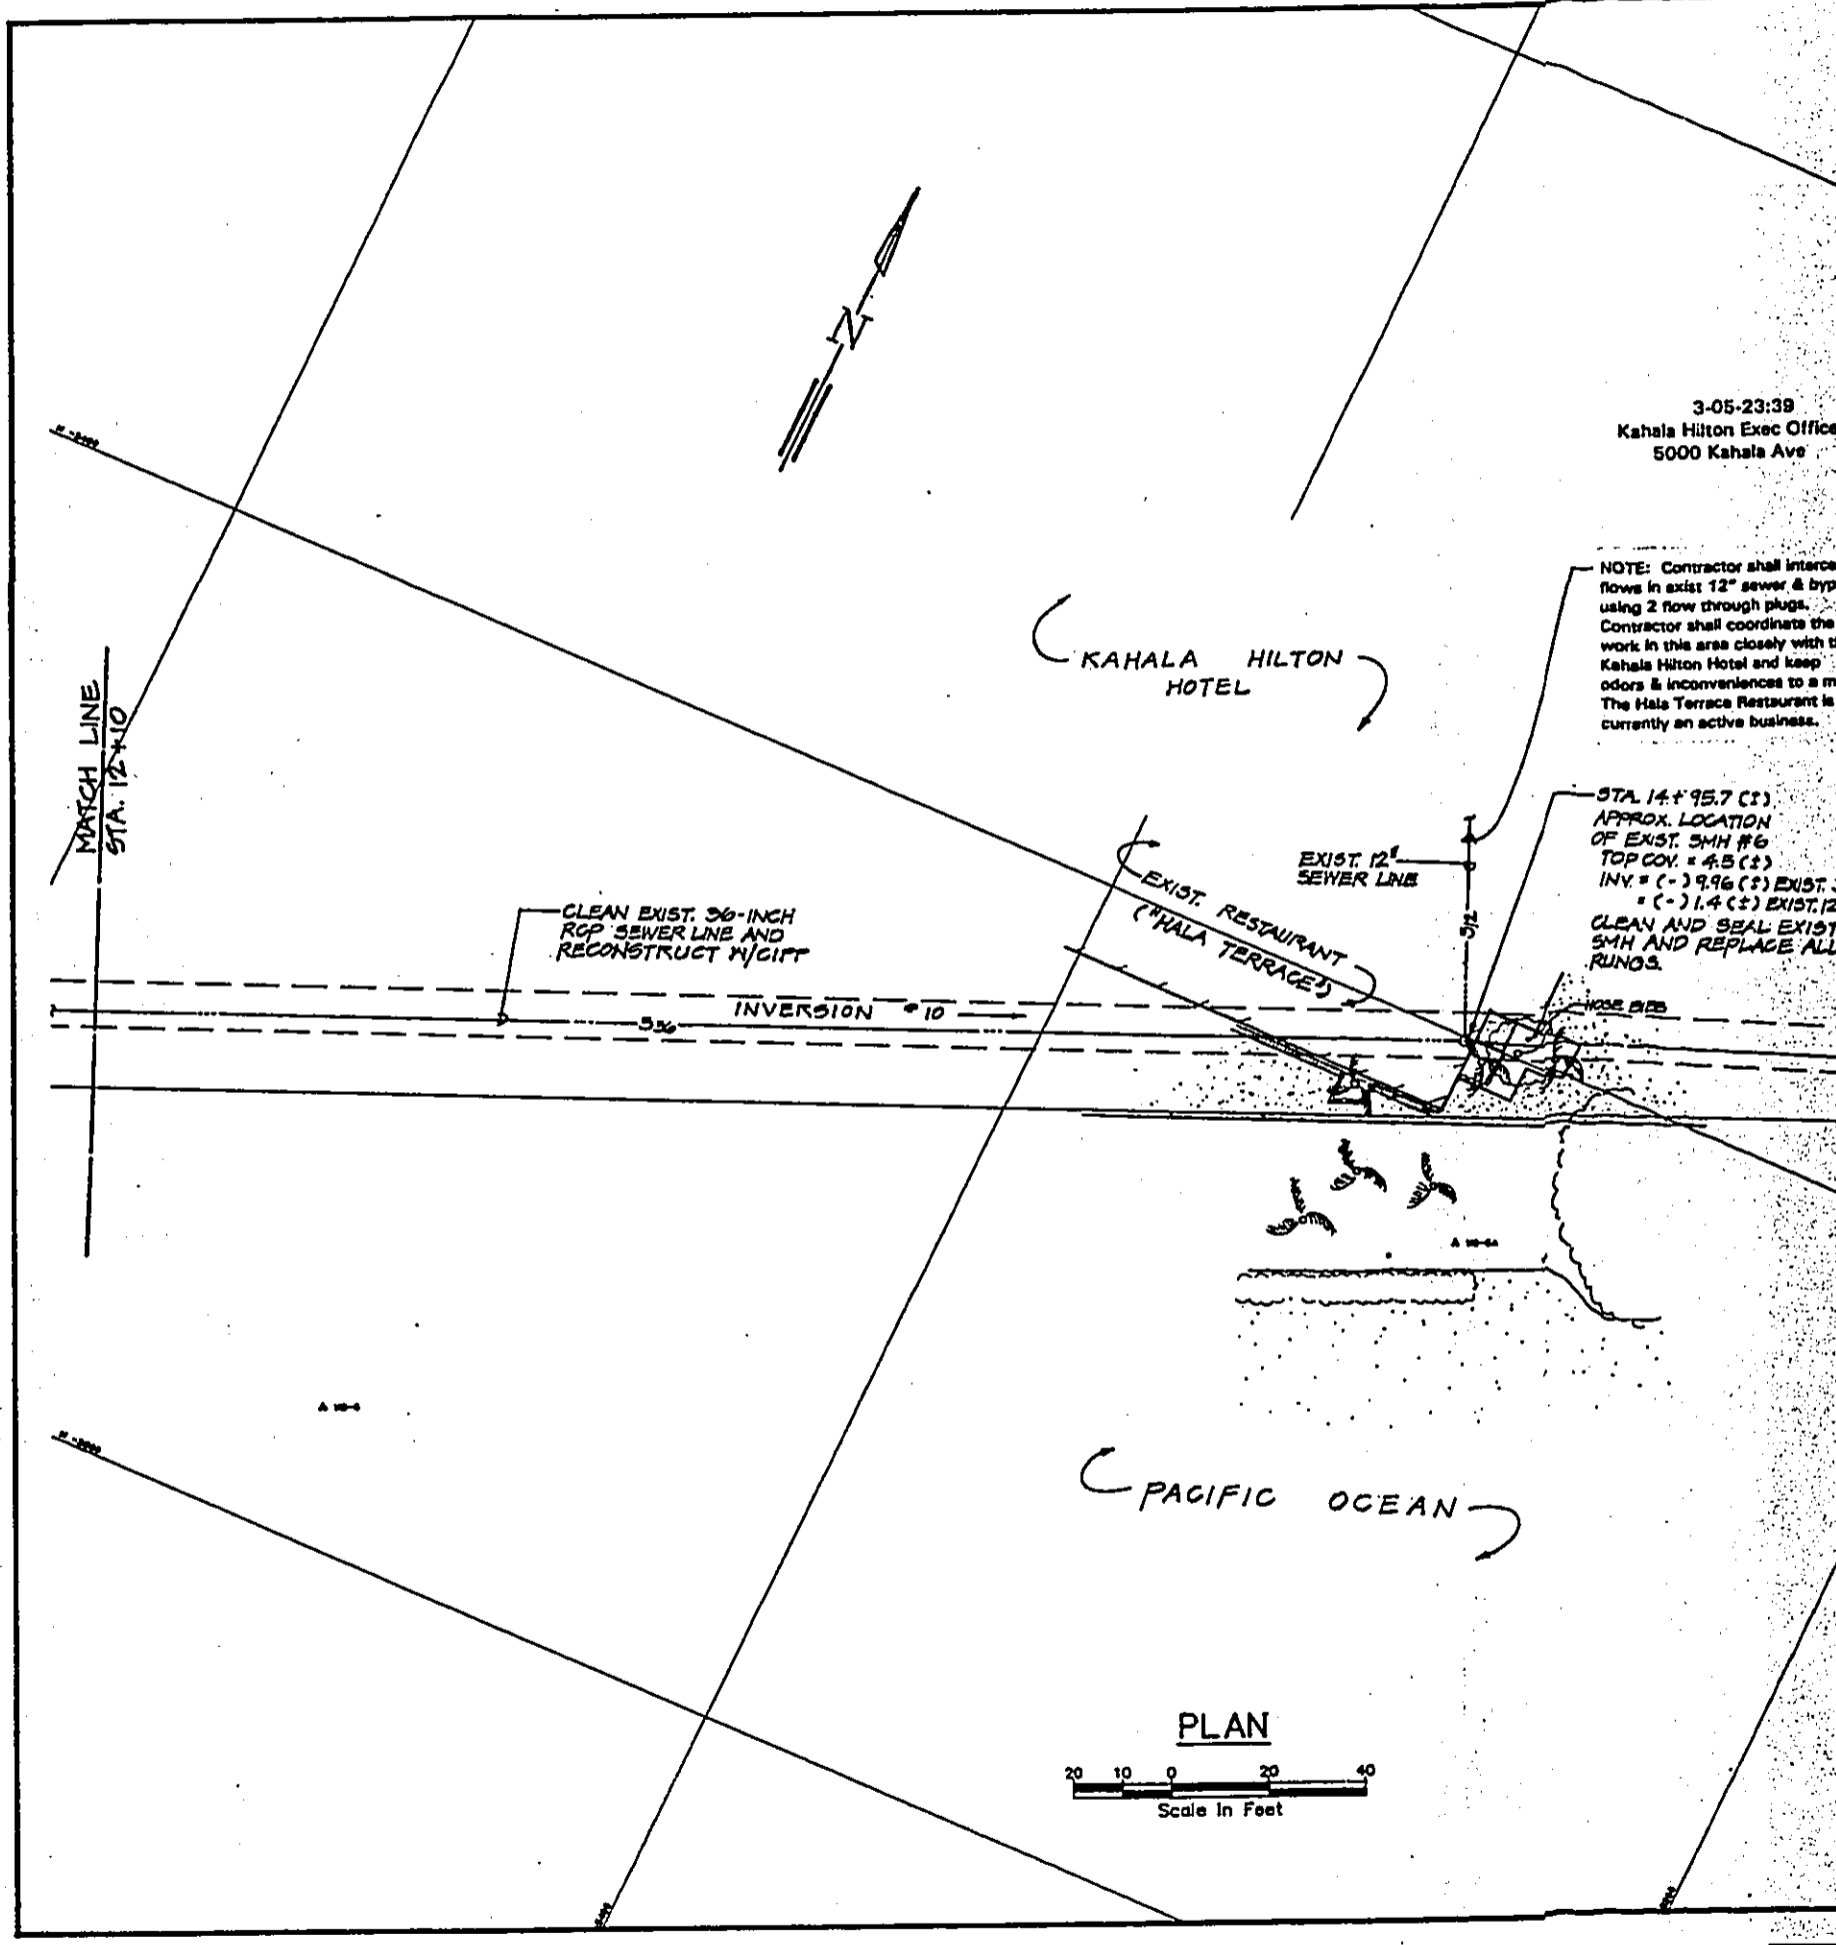 N
3-05-23:39
Kahala Hilton Exec Office
5000 Kahala Ave
NOTE: Contractor shall interce
flows in exist 12" sewer & byp
using 2 flow through plugs.
Contractor shall coordinate the
work in this area closely with t
Kahala Hilton Hotel and keep
odors & inconveniences to a m
The Hala Terrace Restaurant is
currently an active business.
KAHALA HILTON
HOTEL
MATCH LINE
STA. 12+10
STA. 14+95.7 (±)
APPROX. LOCATION
OF EXIST. SMH #6
TOP COV. = 4.5 (±)
INV. = (-) 9.96 (±) EXIST. 3
= (-) 1.4 (±) EXIST. 12
CLEAN AND SEAL EXIST
SMH AND REPLACE ALL
RUNGS.
EXIST. 12"
SEWER LINE
S12
EXIST. RESTAURANT
("HALA TERRACE")
CLEAN EXIST. 36-INCH
RCP SEWER LINE AND
RECONSTRUCT W/CIPP
INVERSION #10
S36
HOSE BIBB
PACIFIC OCEAN
PLAN
20 10 0 20 40
Scale In Feet